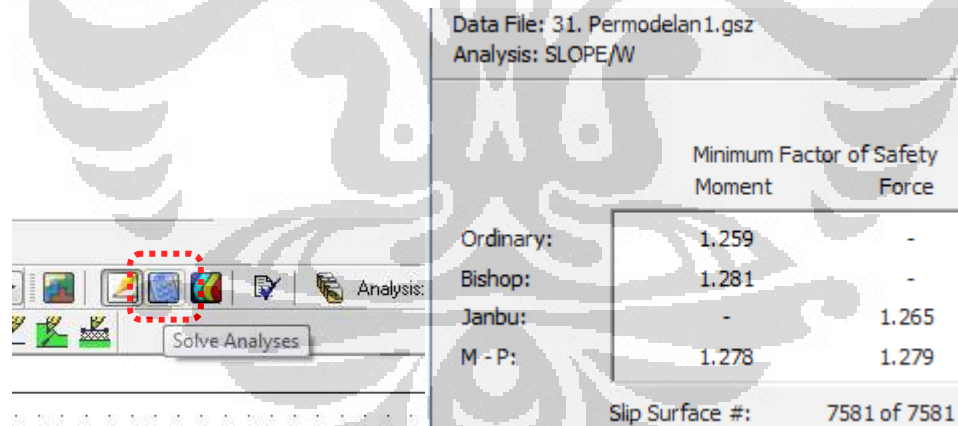 Data File: 31. Permodelan1.gsz
Analysis: SLOPE/W
Minimum Factor of Safety
Moment Force
Ordinary: 1.259 -
Bishop: 1.281 -
Janbu: - 1.265
M - P: 1.278 1.279
Slip Surface #: 7581 of 7581
Analysis:
Solve Analyses